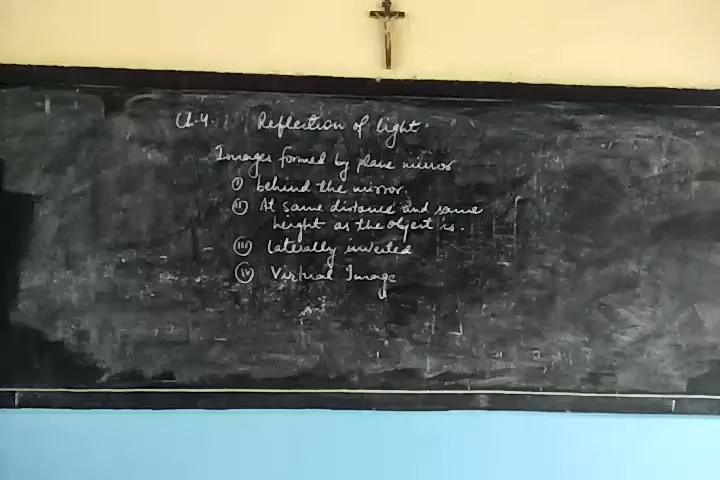 Ch-4. Reflection of light.
Images formed by plane mirror
(i) behind the mirror.
(ii) At same distance and same
height as the object is.
(iii) laterally inverted
(iv) Virtual Image